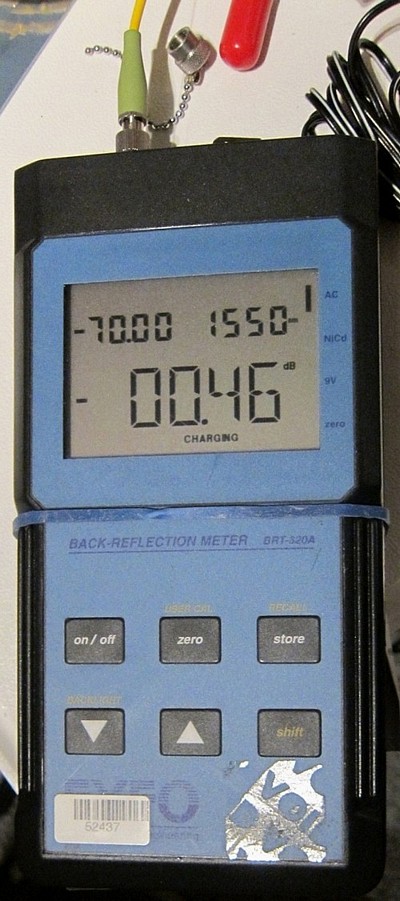 -70.00 1550
AC
NiCd
9V
zero
- 00.46 dB
CHARGING
BACK-REFLECTION METER BRT-320A
USER CAL
RECALL
on / off
zero
store
BACKLIGHT
shift
EXFO
52437